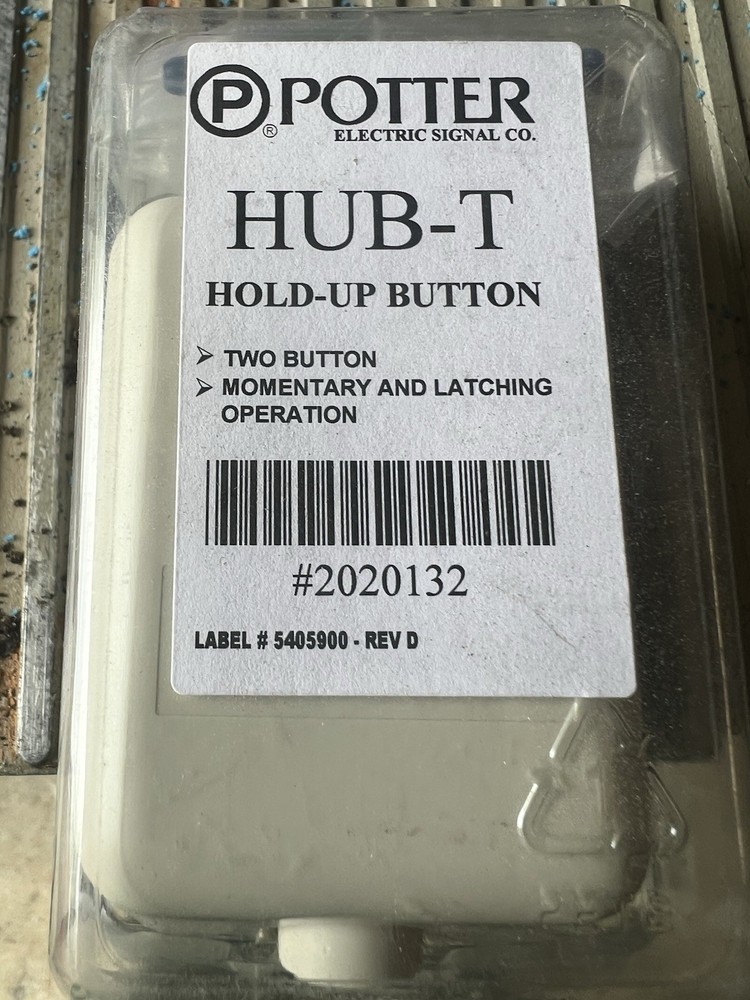 P® POTTER
ELECTRIC SIGNAL CO.
HUB-T
HOLD-UP BUTTON
➢ TWO BUTTON
➢ MOMENTARY AND LATCHING
OPERATION
#2020132
LABEL # 5405900 - REV D